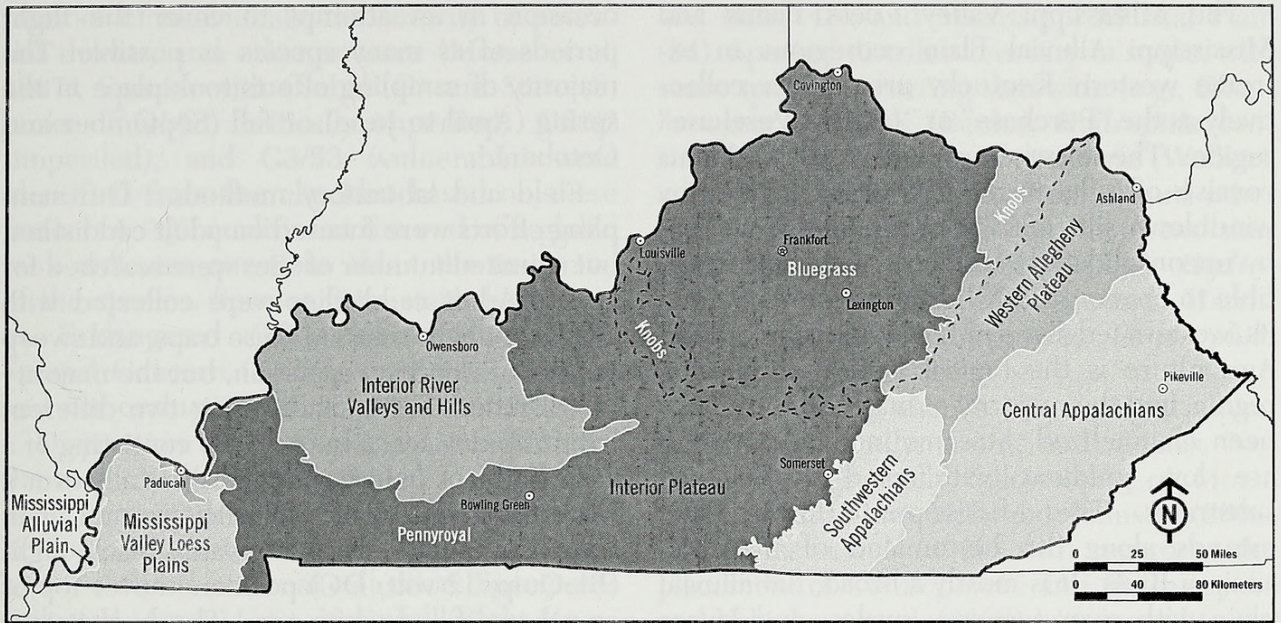 Covington
Ashland
Knobs
Louisville
Frankfort
Bluegrass
Western Allegheny
Plateau
Lexington
Knobs
Owensboro
Interior River
Valleys and Hills
Pikeville
Central Appalachians
Somerset
Paducah
Interior Plateau
Southwestern
Appalachians
Mississippi
Alluvial
Plain
Mississippi
Valley Loess
Plains
Bowling Green
Pennyroyal
N
0 25 50 Miles
0 40 80 Kilometers